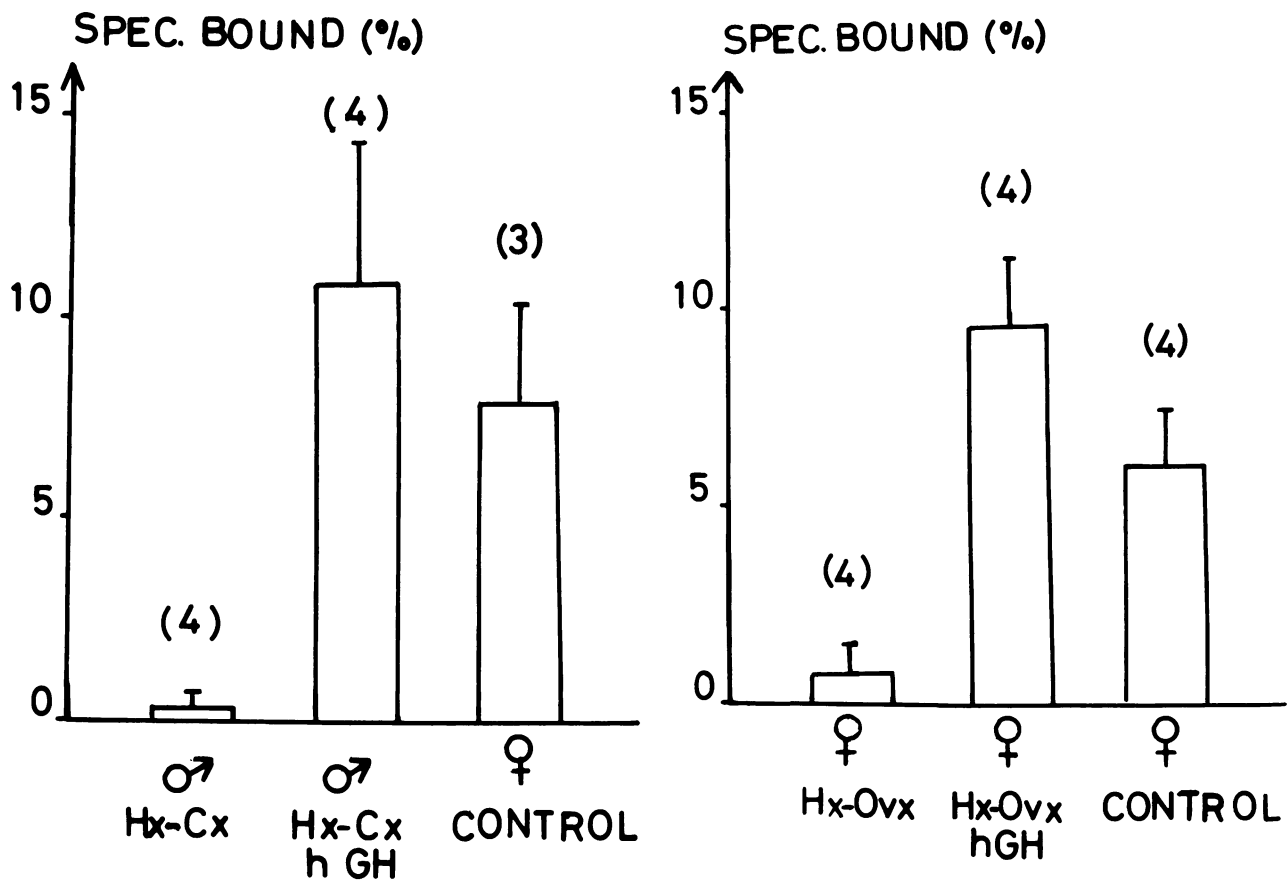 SPEC. BOUND (%)
15
10
5
0
(4)
(4)
(3)
♂ ♂ ♀
Hx-Cx Hx-Cx CONTROL
h GH
SPEC. BOUND (%)
15
10
5
0
(4)
(4)
(4)
♀ ♀ ♀
Hx-Ovx Hx-Ovx CONTROL
hGH